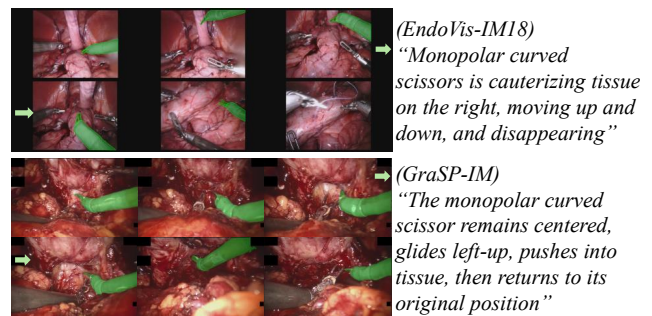 (EndoVis-IM18)
“Monopolar curved
scissors is cauterizing tissue
on the right, moving up and
down, and disappearing”
(GraSP-IM)
“The monopolar curved
scissor remains centered,
glides left-up, pushes into
tissue, then returns to its
original position”